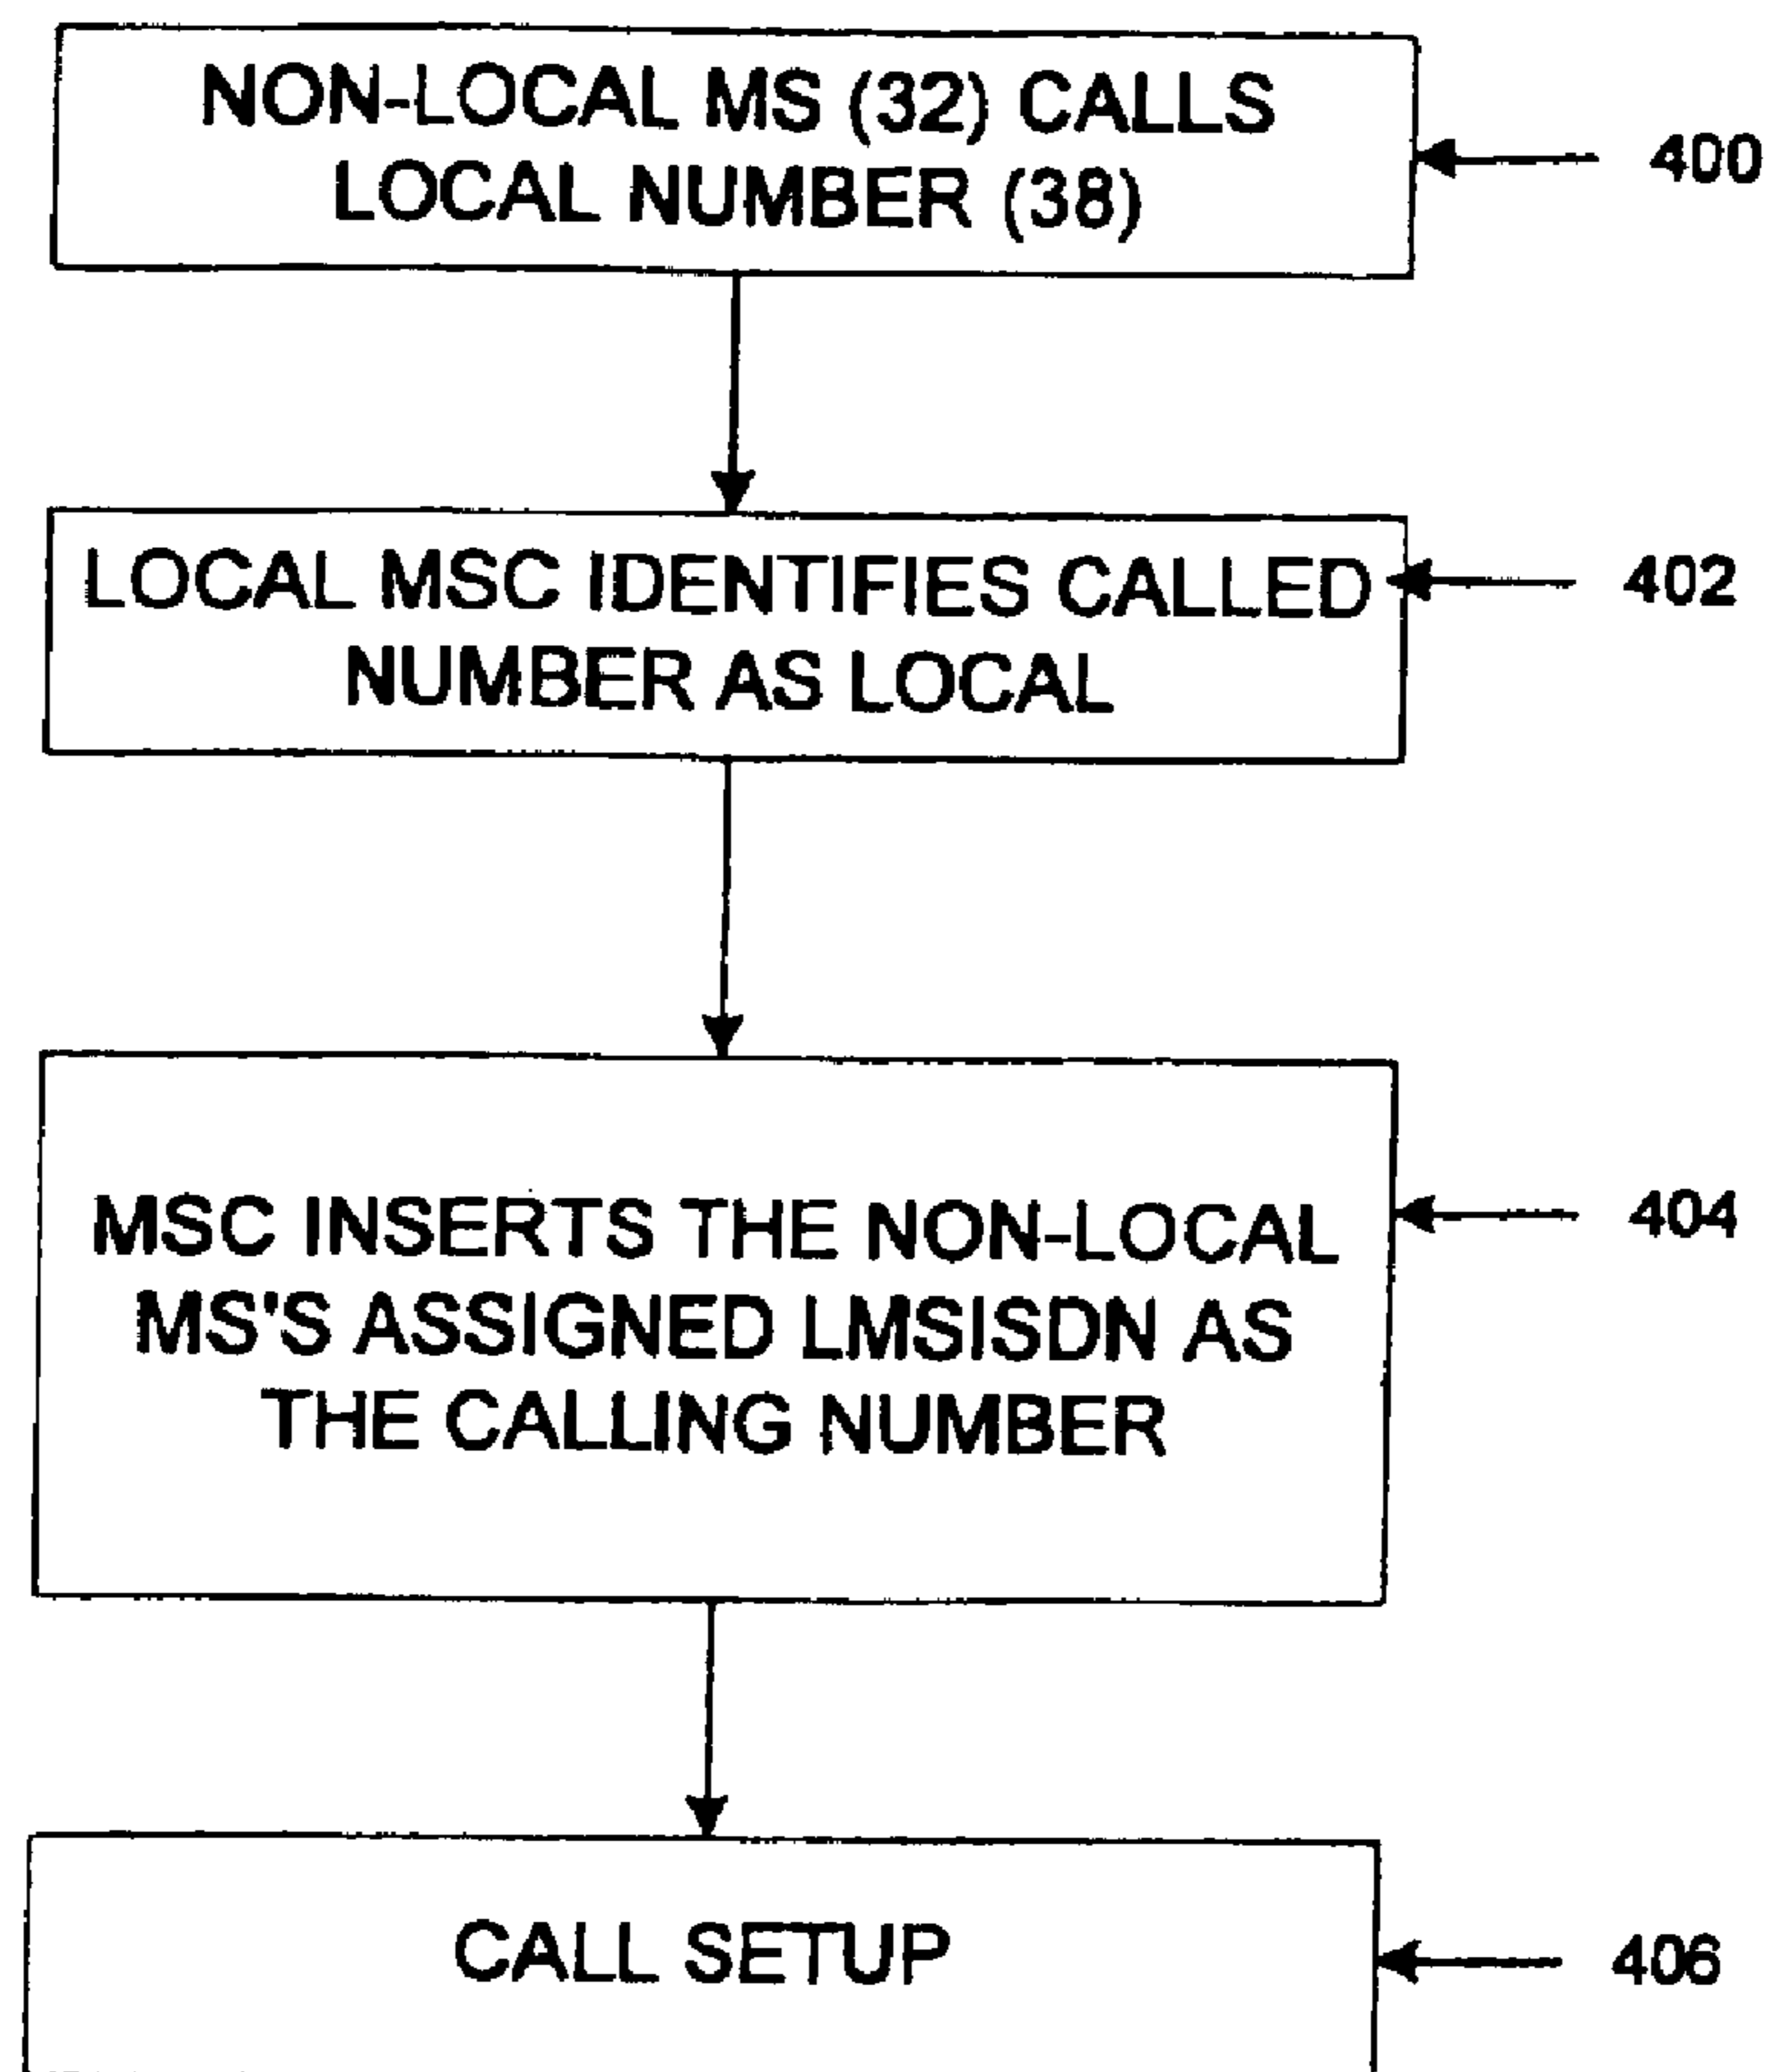 NON-LOCAL MS (32) CALLS
LOCAL NUMBER (38)
400
LOCAL MSC IDENTIFIES CALLED
NUMBER AS LOCAL
402
MSC INSERTS THE NON-LOCAL
MS'S ASSIGNED LMSISDN AS
THE CALLING NUMBER
404
CALL SETUP
406